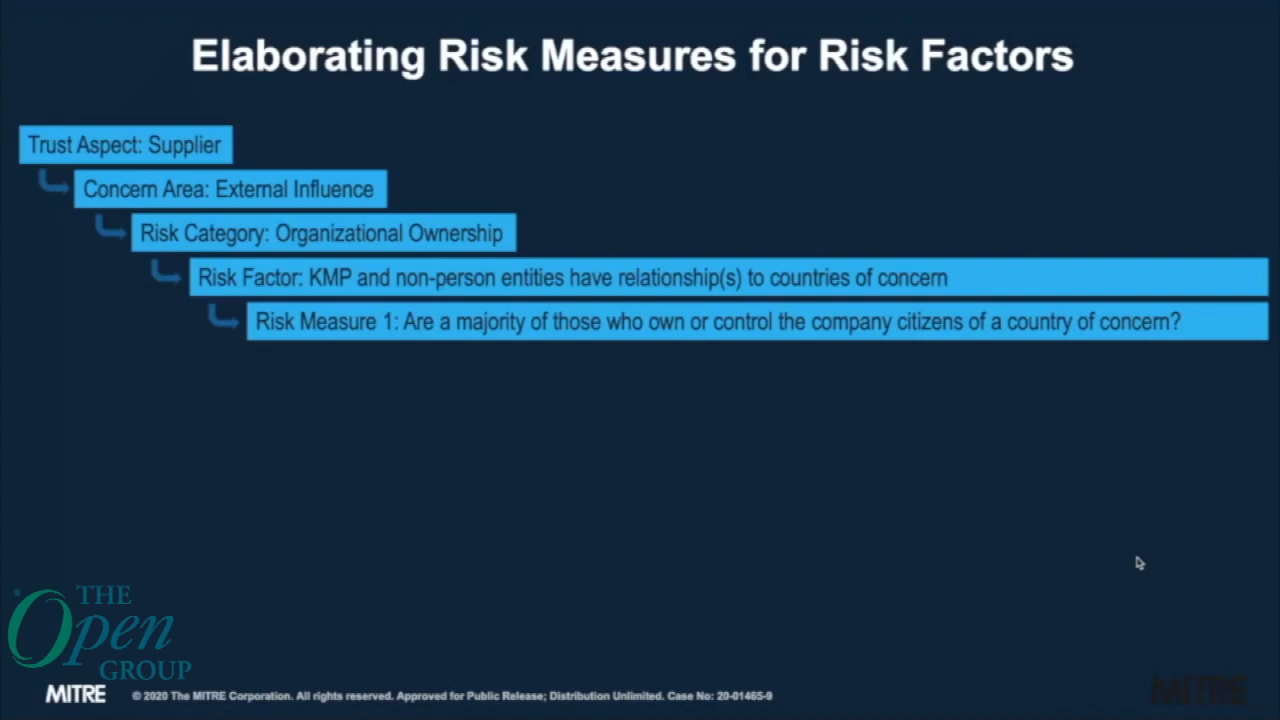 Elaborating Risk Measures for Risk Factors
Trust Aspect: Supplier
Concern Area: External Influence
Risk Category: Organizational Ownership
Risk Factor: KMP and non-person entities have relationship(s) to countries of concern
Risk Measure 1: Are a majority of those who own or control the company citizens of a country of concern?
THE
Open
GROUP
MITRE © 2020 The MITRE Corporation. All rights reserved. Approved for Public Release; Distribution Unlimited. Case No: 20-01465-9
MITRE